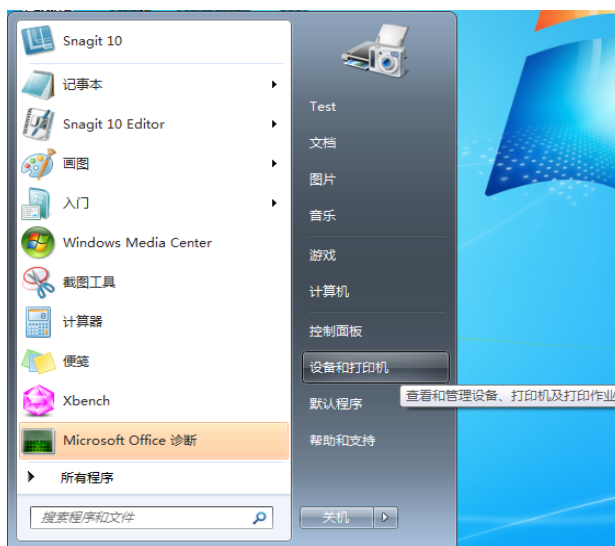 Snagit 10
记事本
Snagit 10 Editor
画图
入门
Windows Media Center
截图工具
计算器
便笺
Xbench
Microsoft Office 诊断
所有程序
搜索程序和文件
Test
文档
图片
音乐
游戏
计算机
控制面板
设备和打印机
默认程序
帮助和支持
关机
查看和管理设备、打印机及打印作业